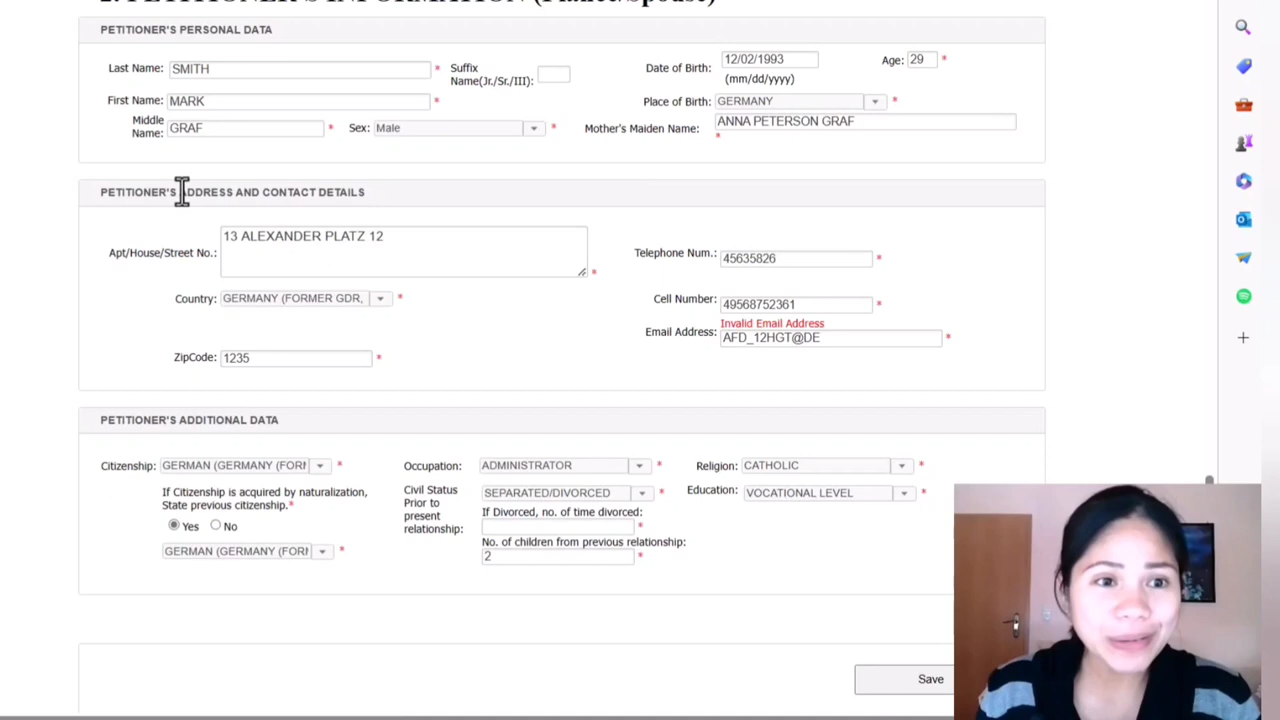 2. PETITIONER'S INFORMATION (Fiance/Spouse)
PETITIONER'S PERSONAL DATA
Last Name: SMITH * Suffix Name(Jr./Sr./III): Date of Birth: 12/02/1993 (mm/dd/yyyy) Age: 29 *
First Name: MARK * Place of Birth: GERMANY *
Middle Name: GRAF * Sex: Male * Mother's Maiden Name: ANNA PETERSON GRAF *
PETITIONER'S ADDRESS AND CONTACT DETAILS
Apt/House/Street No.: 13 ALEXANDER PLATZ 12 * Telephone Num.: 45635826 *
Country: GERMANY (FORMER GDR, * Cell Number: 49568752361 *
Invalid Email Address
Email Address: AFD_12HGT@DE *
ZipCode: 1235 *
PETITIONER'S ADDITIONAL DATA
Citizenship: GERMAN (GERMANY (FORI * Occupation: ADMINISTRATOR * Religion: CATHOLIC *
If Citizenship is acquired by naturalization,
State previous citizenship.*
Yes No
GERMAN (GERMANY (FORI *
Civil Status Prior to present relationship: SEPARATED/DIVORCED * Education: VOCATIONAL LEVEL *
If Divorced, no. of time divorced:
*
No. of children from previous relationship:
2 *
Save